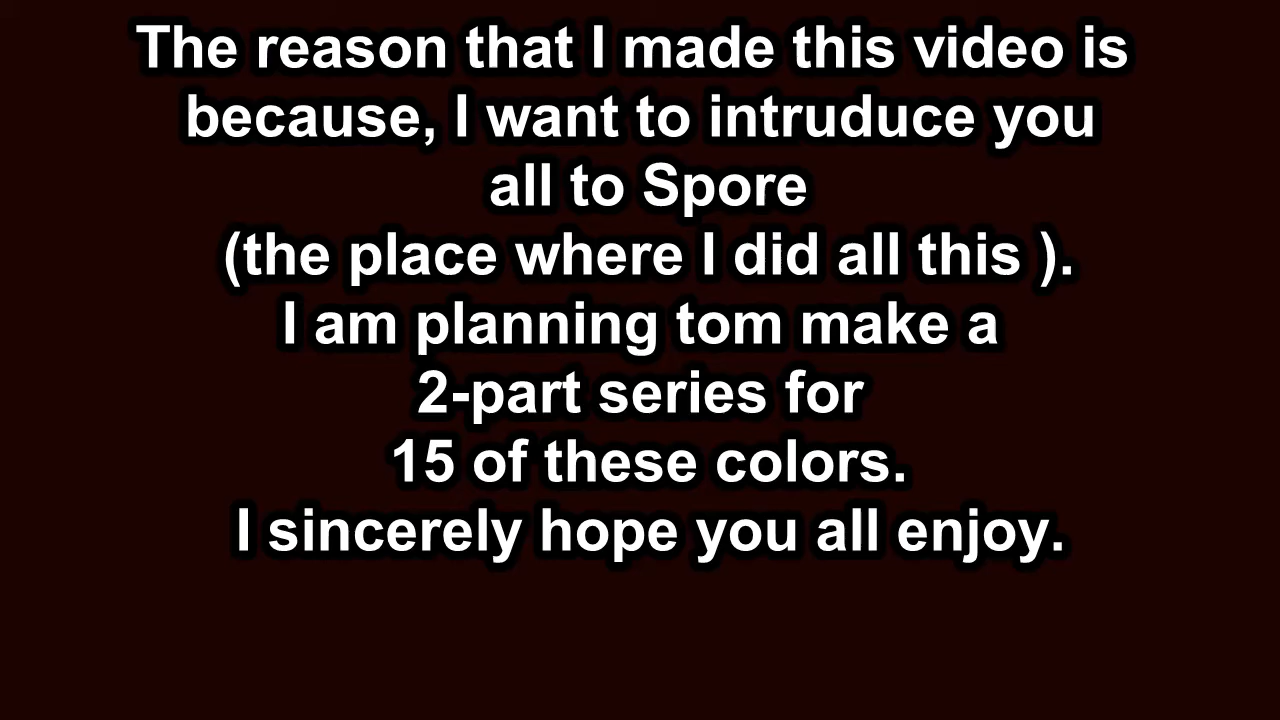 The reason that I made this video is
because, I want to intruduce you
all to Spore
(the place where I did all this ).
I am planning tom make a
2-part series for
15 of these colors.
I sincerely hope you all enjoy.